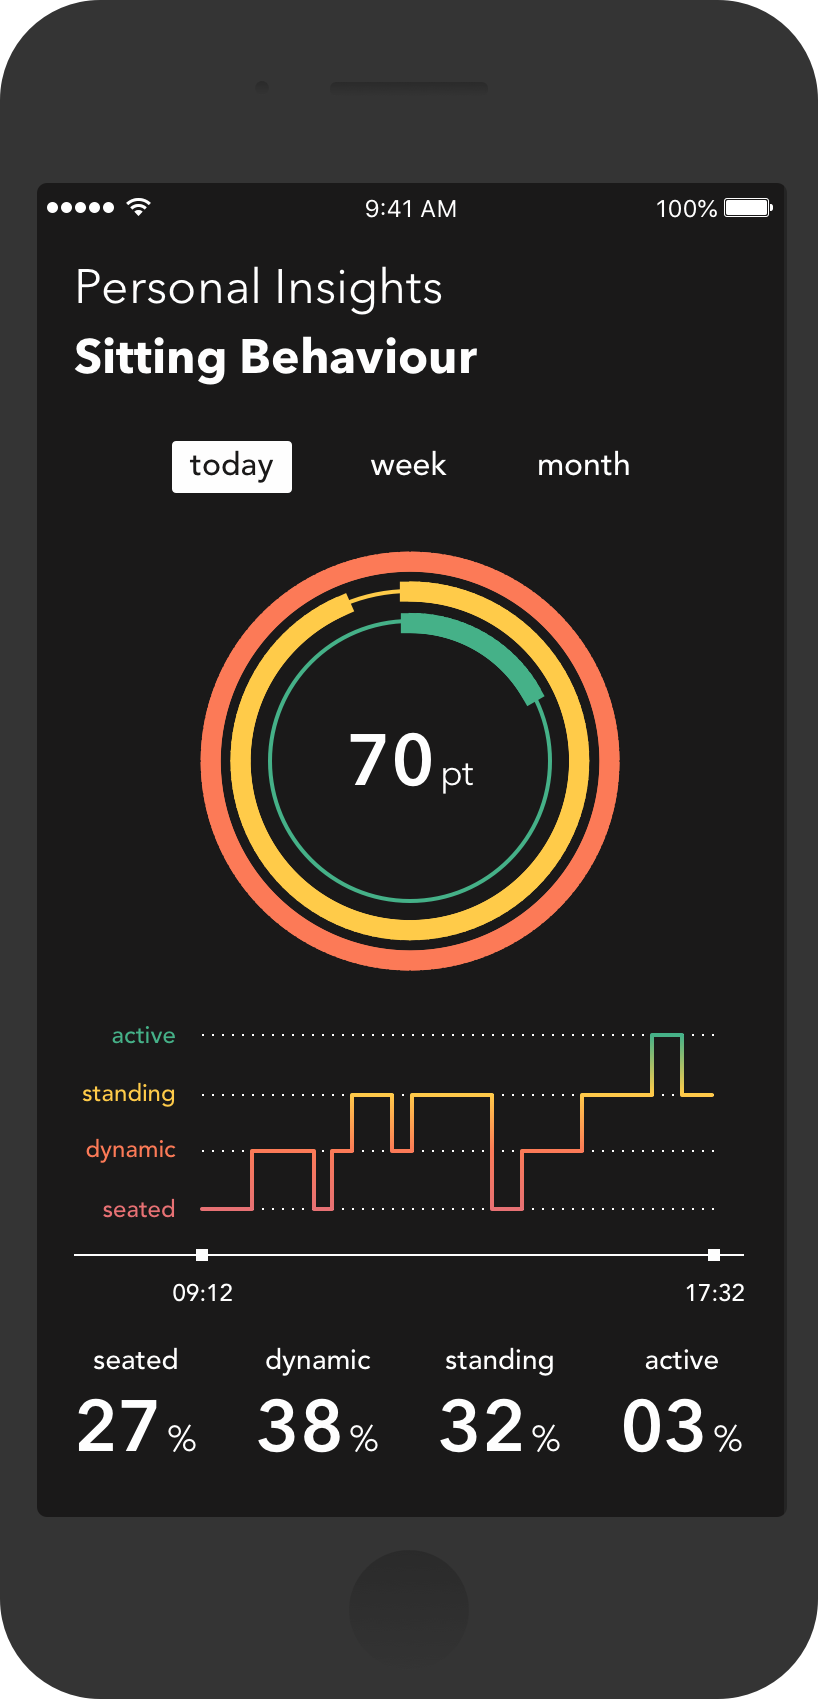 9:41 AM 100%
Personal Insights
Sitting Behaviour
today week month
70 pt
active
standing
dynamic
seated
09:12 17:32
seated dynamic standing active
27 % 38 % 32 % 03 %